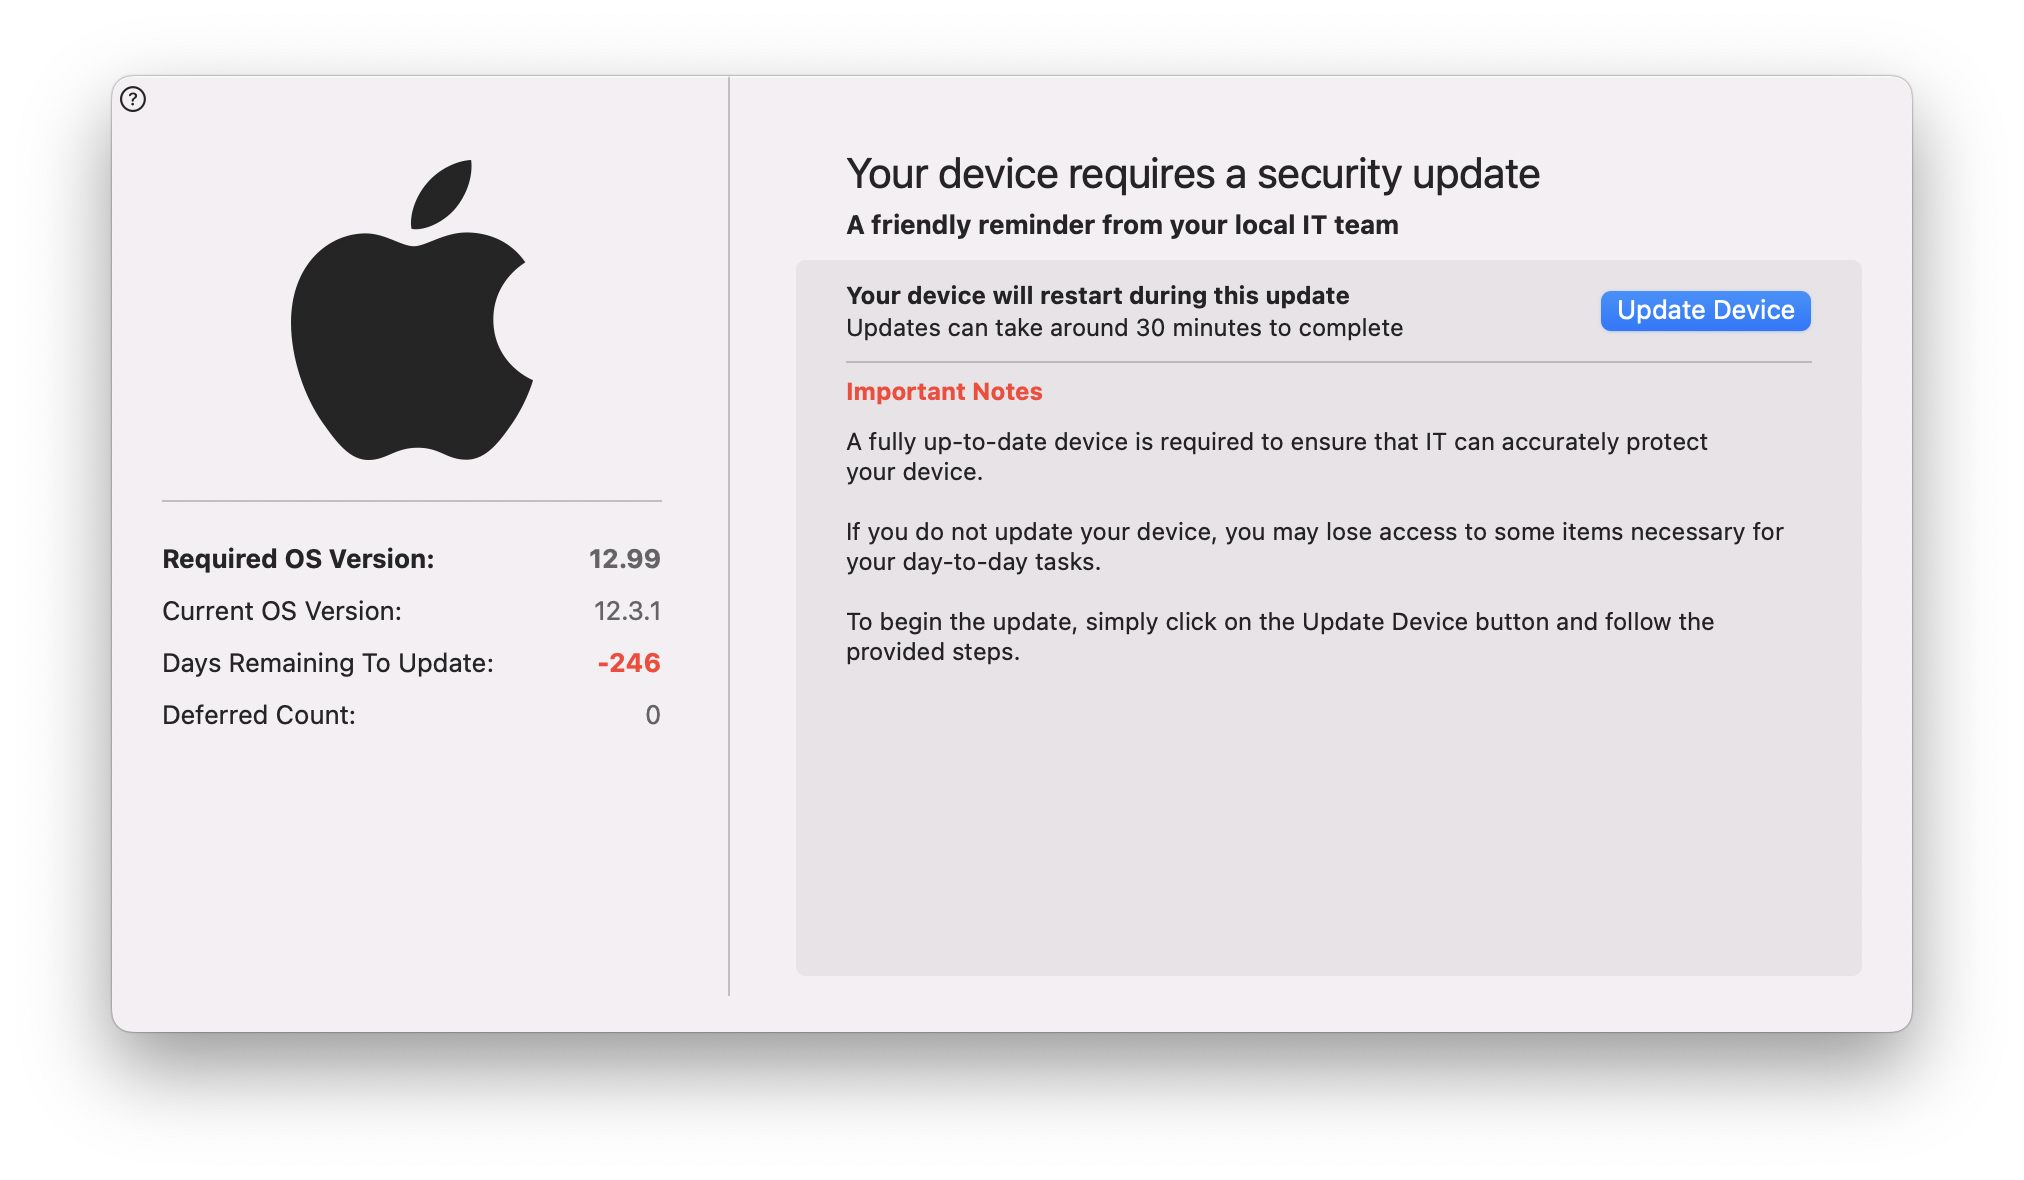 ?
Required OS Version: 12.99
Current OS Version: 12.3.1
Days Remaining To Update: -246
Deferred Count: 0
Your device requires a security update
A friendly reminder from your local IT team
Your device will restart during this update
Updates can take around 30 minutes to complete
Update Device
Important Notes
A fully up-to-date device is required to ensure that IT can accurately protect
your device.
If you do not update your device, you may lose access to some items necessary for
your day-to-day tasks.
To begin the update, simply click on the Update Device button and follow the
provided steps.